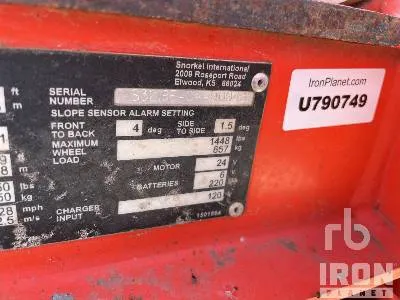 Snorkel International
2009 Roseport Road
Elwood, KS 66024
SERIAL
NUMBER
SLOPE SENSOR ALARM SETTING
FRONT TO BACK 4 deg SIDE TO SIDE 1.5 deg
MAXIMUM WHEEL LOAD 1448 lbs
657 kg
MOTOR 24
BATTERIES 6
220
CHARGER INPUT 120
ft
m
lbs
kg
mph
m/s
IronPlanet.com
U790749
rb
IRON
PLANET